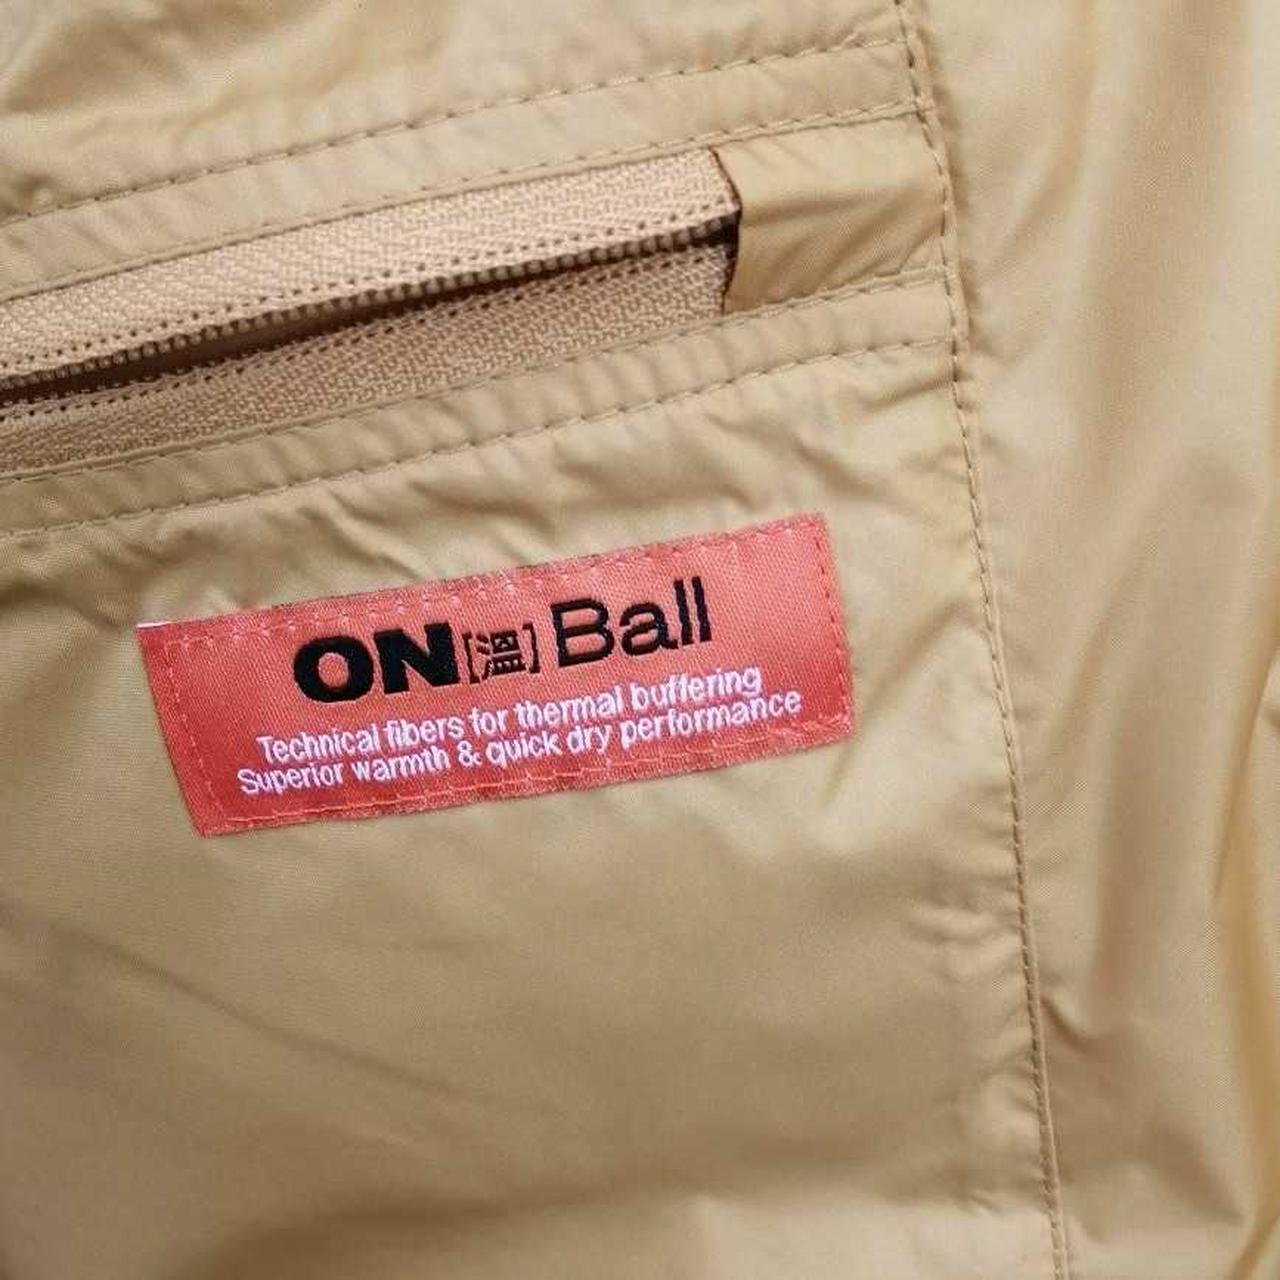 ON[温]Ball
Technical fibers for thermal buffering
Superior warmth & quick dry performance